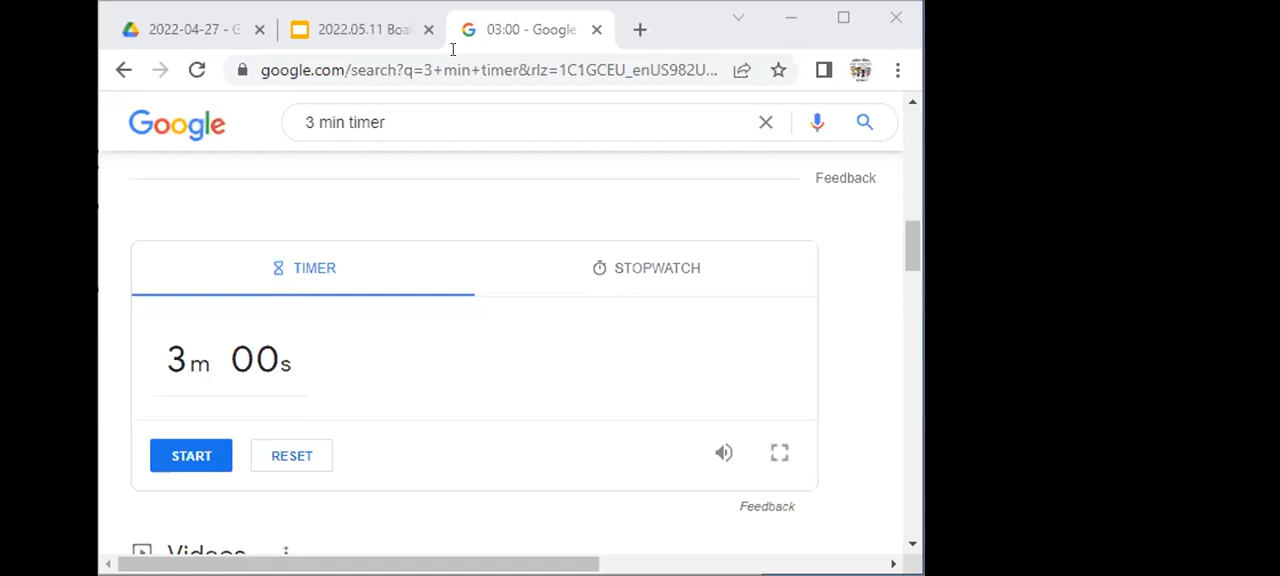 2022-04-27 - G
2022.05.11 Boa
03:00 - Google
google.com/search?q=3+min+timer&rlz=1C1GCEU_enUS982U...
Google
3 min timer
Feedback
TIMER
STOPWATCH
3m 00s
START
RESET
Feedback
Videos